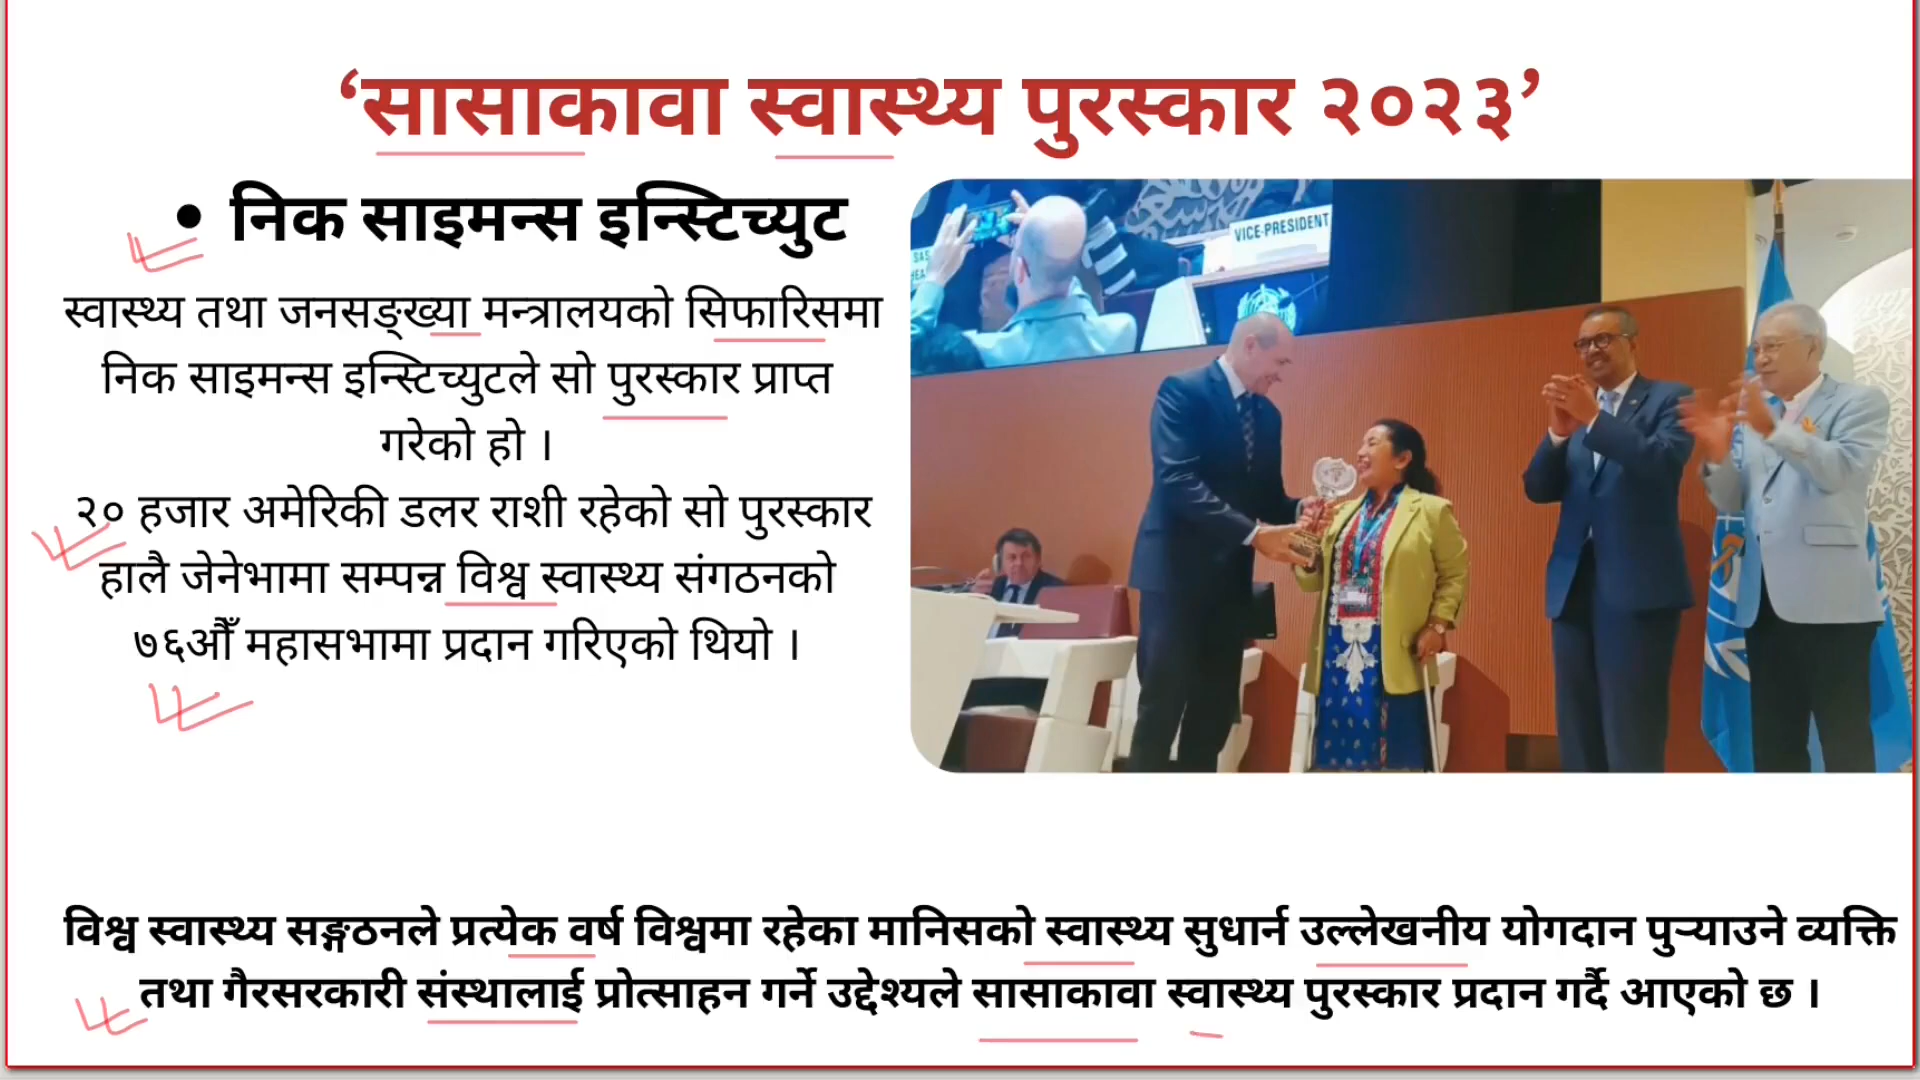 ‘सासाकावा स्वास्थ्य पुरस्कार २०२३’
• निक साइमन्स इन्स्टिच्युट
स्वास्थ्य तथा जनसङ्ख्या मन्त्रालयको सिफारिसमा
निक साइमन्स इन्स्टिच्युटले सो पुरस्कार प्राप्त
गरेको हो ।
२० हजार अमेरिकी डलर राशी रहेको सो पुरस्कार
हालै जेनेभामा सम्पन्न विश्व स्वास्थ्य संगठनको
७६औँ महासभामा प्रदान गरिएको थियो ।
VICE-PRESIDENT
विश्व स्वास्थ्य सङ्गठनले प्रत्येक वर्ष विश्वमा रहेका मानिसको स्वास्थ्य सुधार्न उल्लेखनीय योगदान पुऱ्याउने व्यक्ति
तथा गैरसरकारी संस्थालाई प्रोत्साहन गर्ने उद्देश्यले सासाकावा स्वास्थ्य पुरस्कार प्रदान गर्दै आएको छ ।